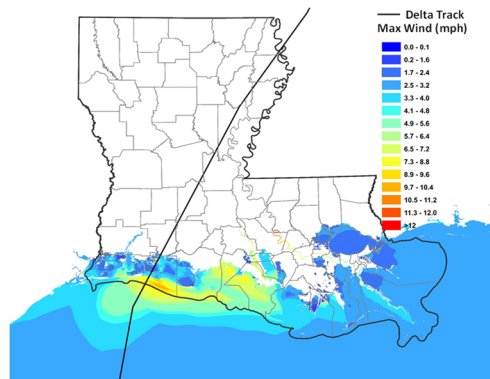 Delta Track
Max Wind (mph)
0.0 - 0.1
0.2 - 1.6
1.7 - 2.4
2.5 - 3.2
3.3 - 4.0
4.1 - 4.8
4.9 - 5.6
5.7 - 6.4
6.5 - 7.2
7.3 - 8.8
8.9 - 9.6
9.7 - 10.4
10.5 - 11.2
11.3 - 12.0
>12